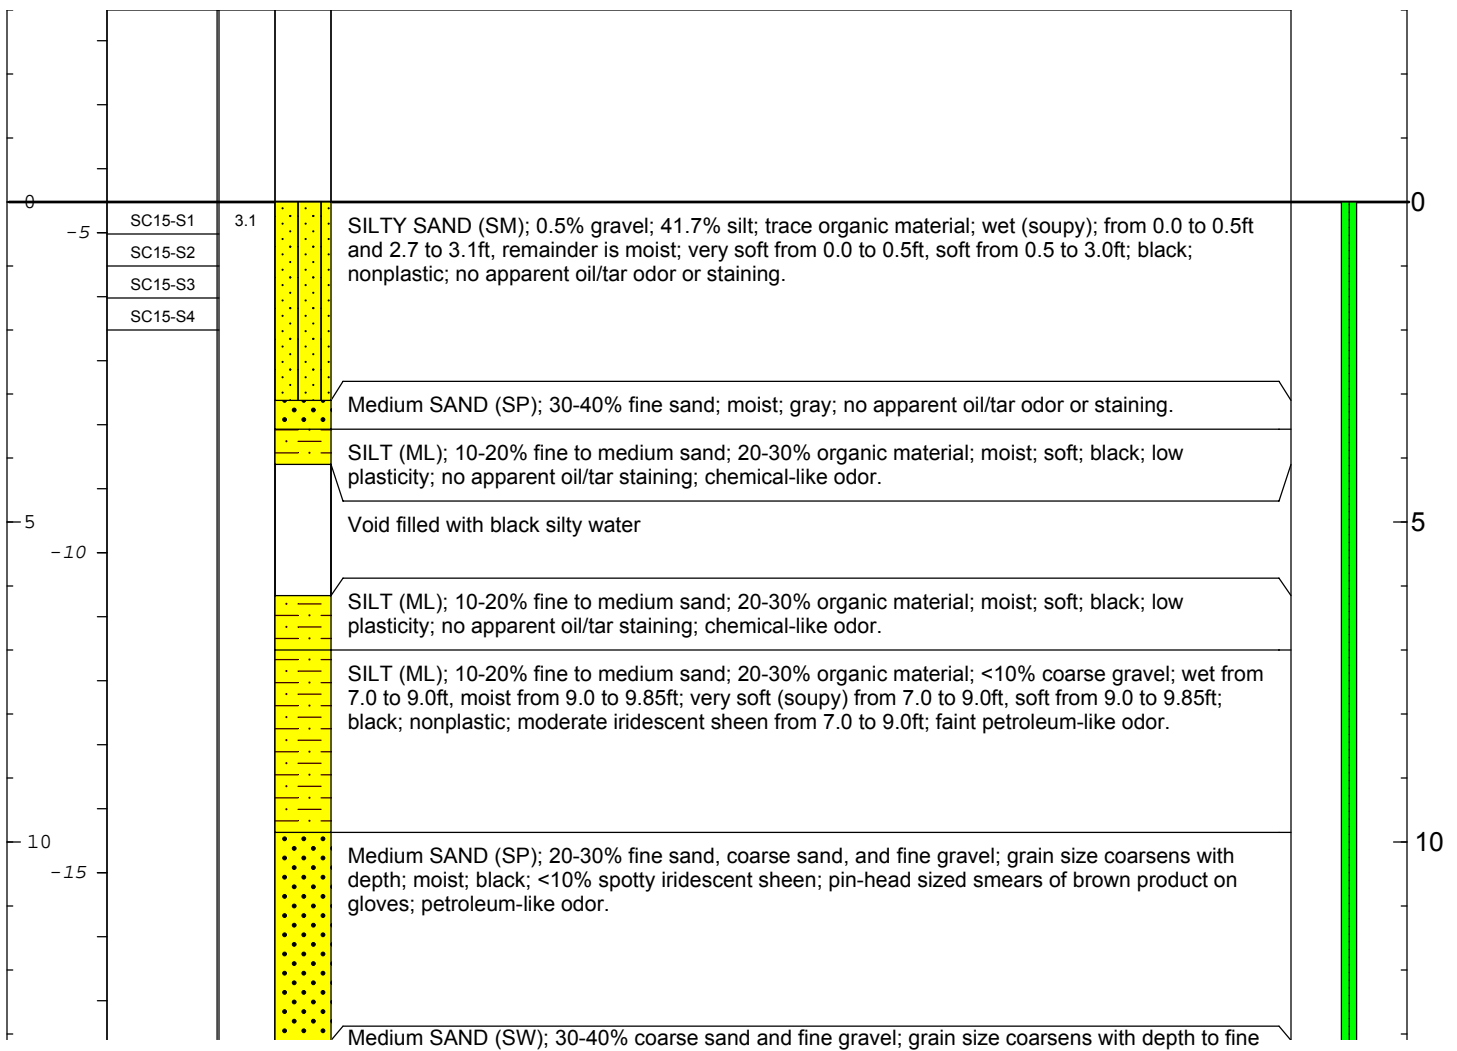 0
0
SC15-S1
3.1
-5
SC15-S2
SC15-S3
SC15-S4
SILTY SAND (SM); 0.5% gravel; 41.7% silt; trace organic material; wet (soupy); from 0.0 to 0.5ft
and 2.7 to 3.1ft, remainder is moist; very soft from 0.0 to 0.5ft, soft from 0.5 to 3.0ft; black;
nonplastic; no apparent oil/tar odor or staining.
Medium SAND (SP); 30-40% fine sand; moist; gray; no apparent oil/tar odor or staining.
SILT (ML); 10-20% fine to medium sand; 20-30% organic material; moist; soft; black; low
plasticity; no apparent oil/tar staining; chemical-like odor.
5
Void filled with black silty water
5
-10
SILT (ML); 10-20% fine to medium sand; 20-30% organic material; moist; soft; black; low
plasticity; no apparent oil/tar staining; chemical-like odor.
SILT (ML); 10-20% fine to medium sand; 20-30% organic material; <10% coarse gravel; wet from
7.0 to 9.0ft, moist from 9.0 to 9.85ft; very soft (soupy) from 7.0 to 9.0ft, soft from 9.0 to 9.85ft;
black; nonplastic; moderate iridescent sheen from 7.0 to 9.0ft; faint petroleum-like odor.
10
10
-15
Medium SAND (SP); 20-30% fine sand, coarse sand, and fine gravel; grain size coarsens with
depth; moist; black; <10% spotty iridescent sheen; pin-head sized smears of brown product on
gloves; petroleum-like odor.
Medium SAND (SW); 30-40% coarse sand and fine gravel; grain size coarsens with depth to fine